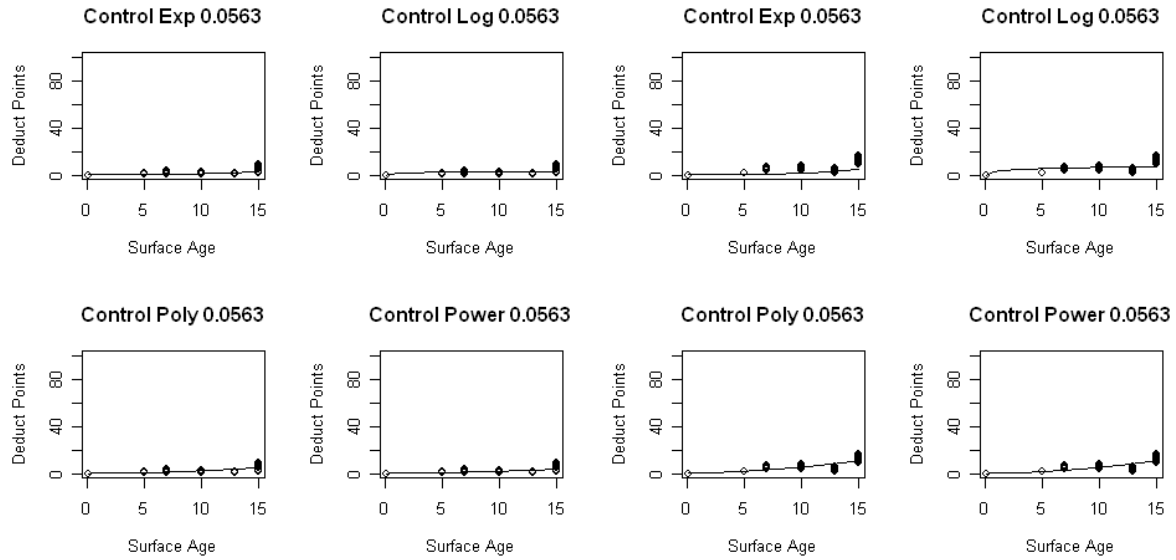 Control Exp 0.0563
Control Log 0.0563
Control Exp 0.0563
Control Log 0.0563
Deduct Points
0 40 80
0 5 10 15
Surface Age
Deduct Points
0 40 80
0 5 10 15
Surface Age
Deduct Points
0 40 80
0 5 10 15
Surface Age
Deduct Points
0 40 80
0 5 10 15
Surface Age
Control Poly 0.0563
Control Power 0.0563
Control Poly 0.0563
Control Power 0.0563
Deduct Points
0 40 80
0 5 10 15
Surface Age
Deduct Points
0 40 80
0 5 10 15
Surface Age
Deduct Points
0 40 80
0 5 10 15
Surface Age
Deduct Points
0 40 80
0 5 10 15
Surface Age